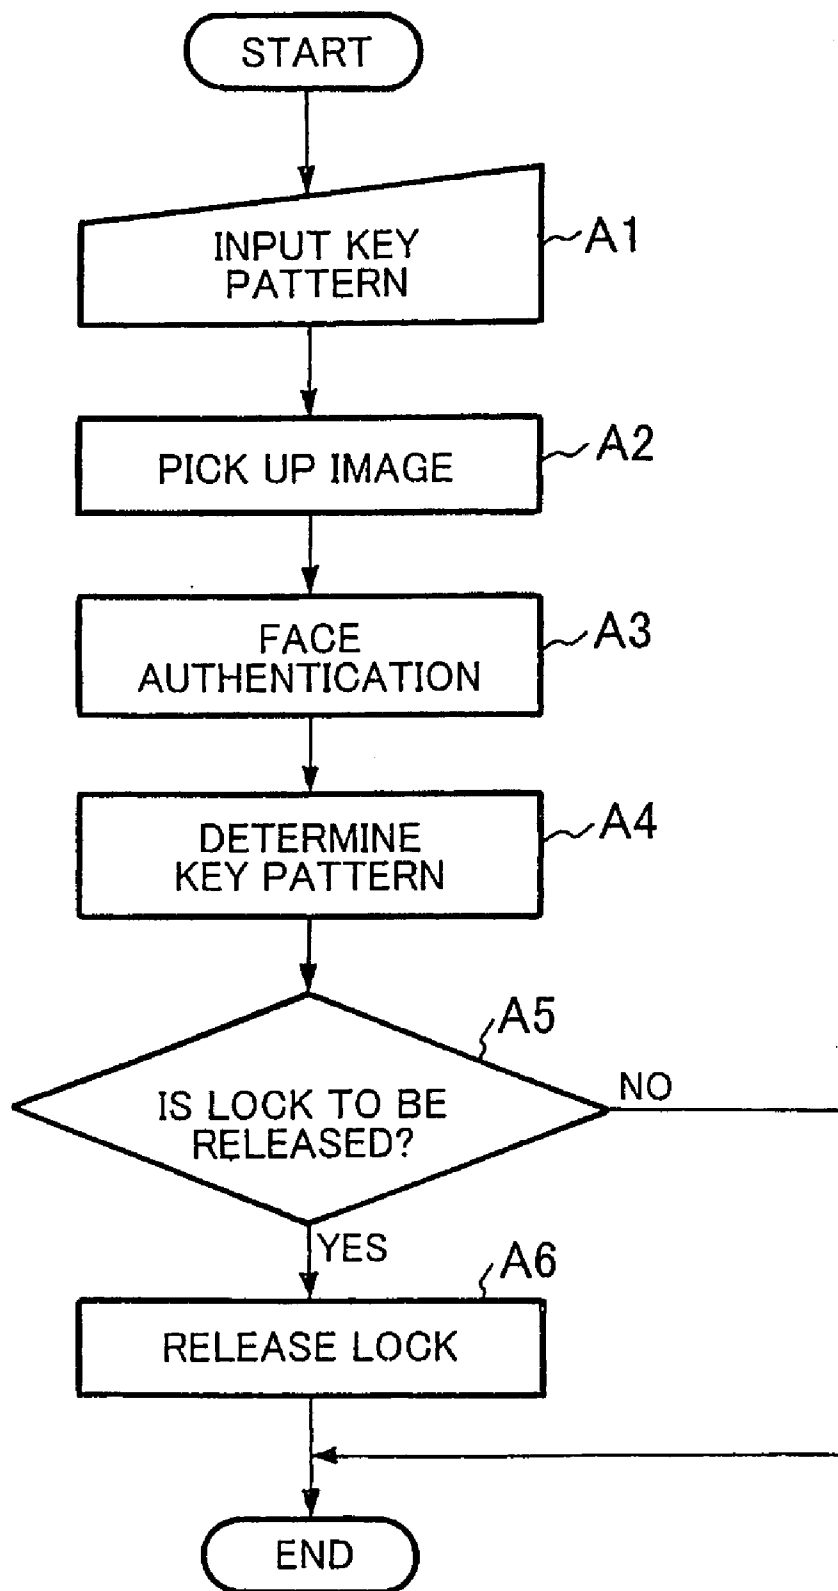 START
INPUT KEY
PATTERN
A1
PICK UP IMAGE
A2
FACE
AUTHENTICATION
A3
DETERMINE
KEY PATTERN
A4
A5
IS LOCK TO BE
RELEASED?
NO
YES
A6
RELEASE LOCK
END